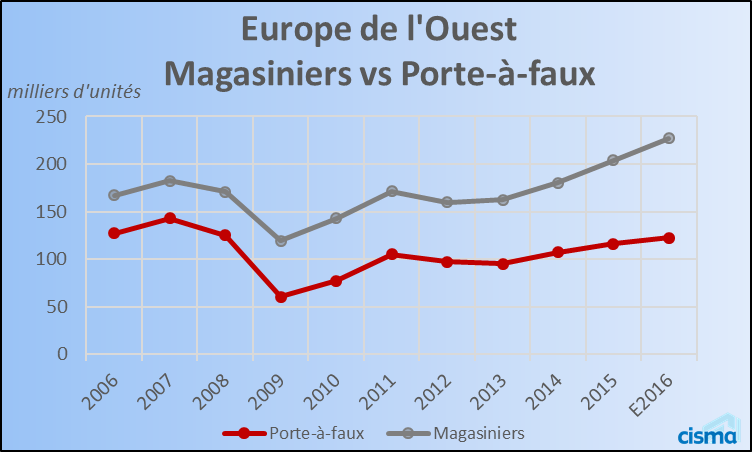 Europe de l'Ouest
Magasiniers vs Porte-à-faux
milliers d'unités
250
200
150
100
50
0
2006 2007 2008 2009 2010 2011 2012 2013 2014 2015 E2016
Porte-à-faux Magasiniers
cisma